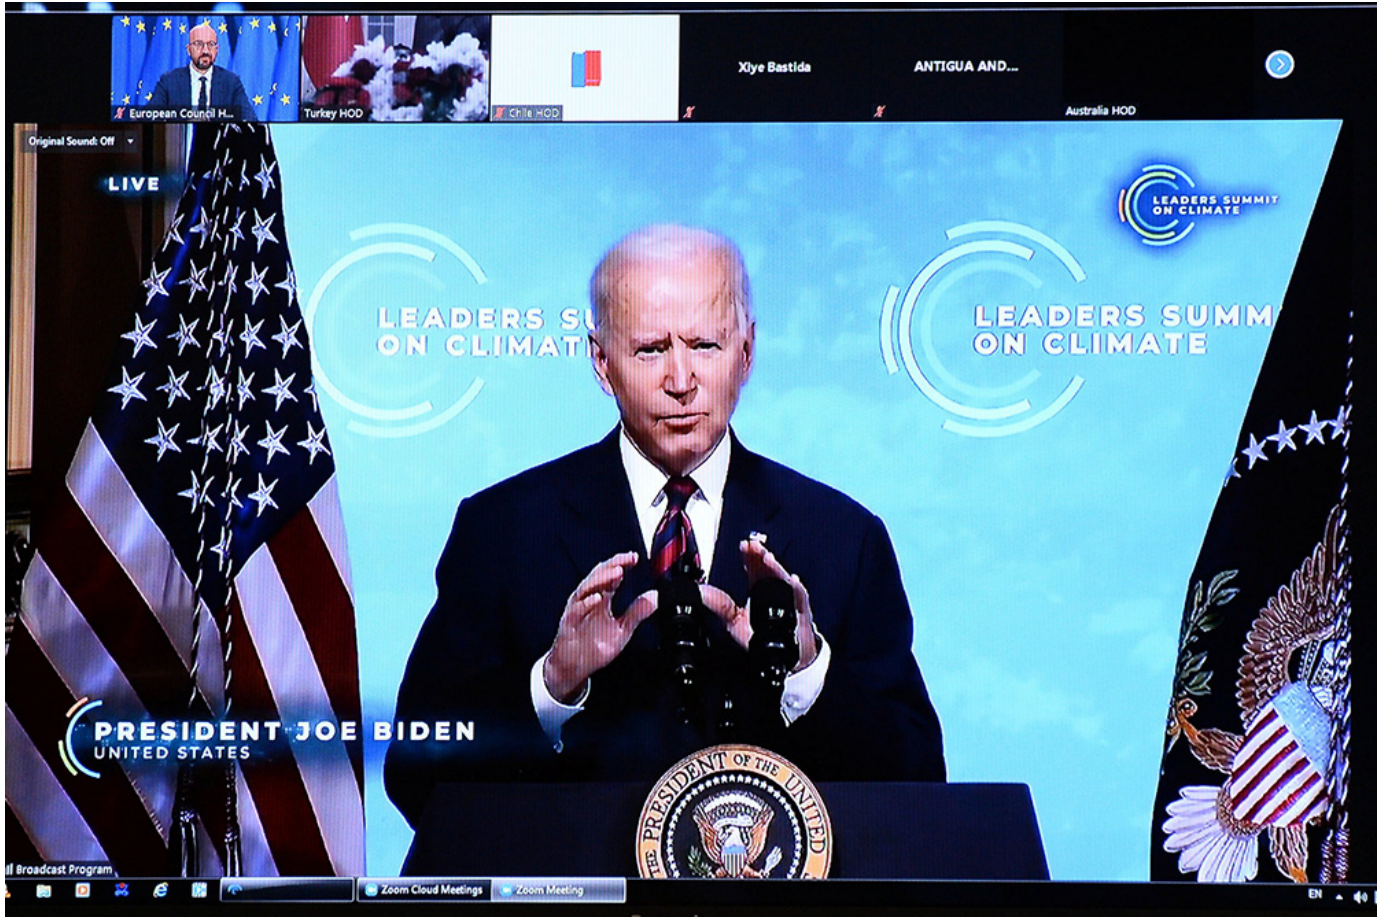 European Council H...
Turkey HOD
Chile HOD
Xiye Bastida
ANTIGUA AND...
Australia HOD
Original Sound: Off
LIVE
LEADERS SUMMIT
ON CLIMATE
LEADERS SU
ON CLIMAT
LEADERS SUMM
ON CLIMATE
PRESIDENT JOE BIDEN
UNITED STATES
THE PRESIDENT OF THE UNITED
Broadcast Program
Zoom Cloud Meetings
Zoom Meeting
EN